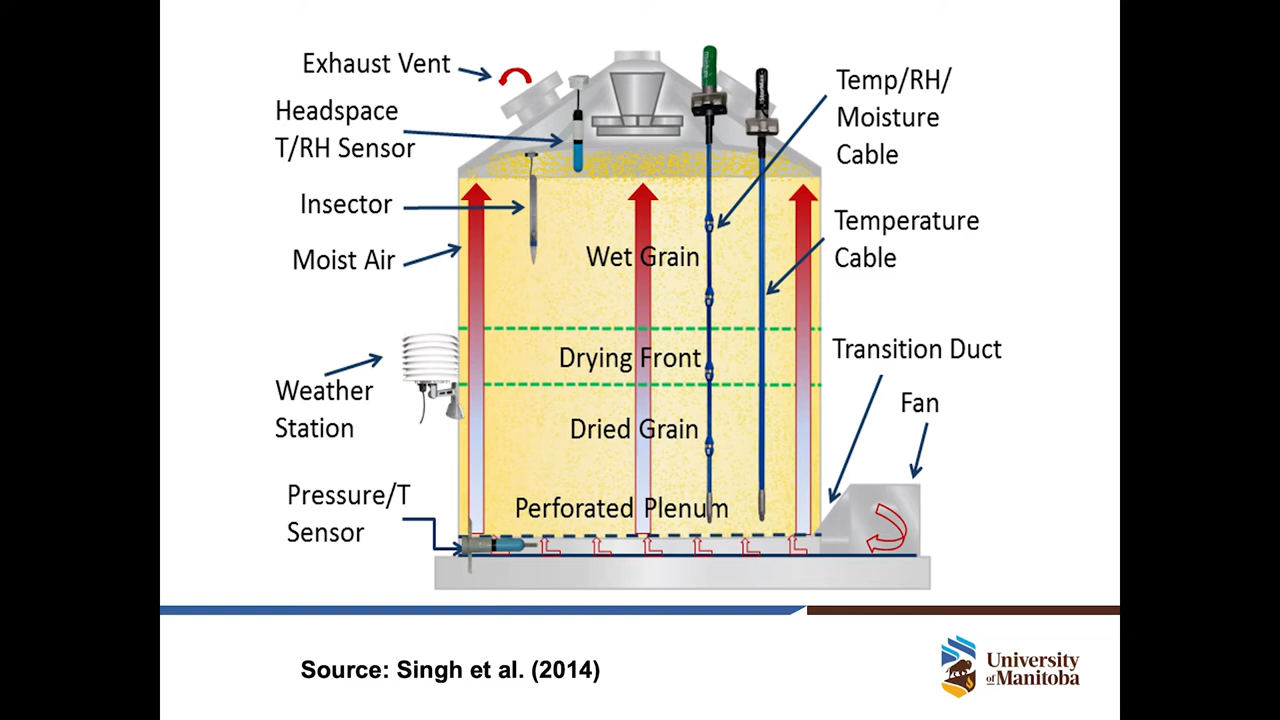 Exhaust Vent
Headspace
T/RH Sensor
Insector
Moist Air
Weather
Station
Pressure/T
Sensor
Wet Grain
Drying Front
Dried Grain
Perforated Plenum
Temp/RH/
Moisture
Cable
Temperature
Cable
Transition Duct
Fan
Source: Singh et al. (2014)
University
of Manitoba